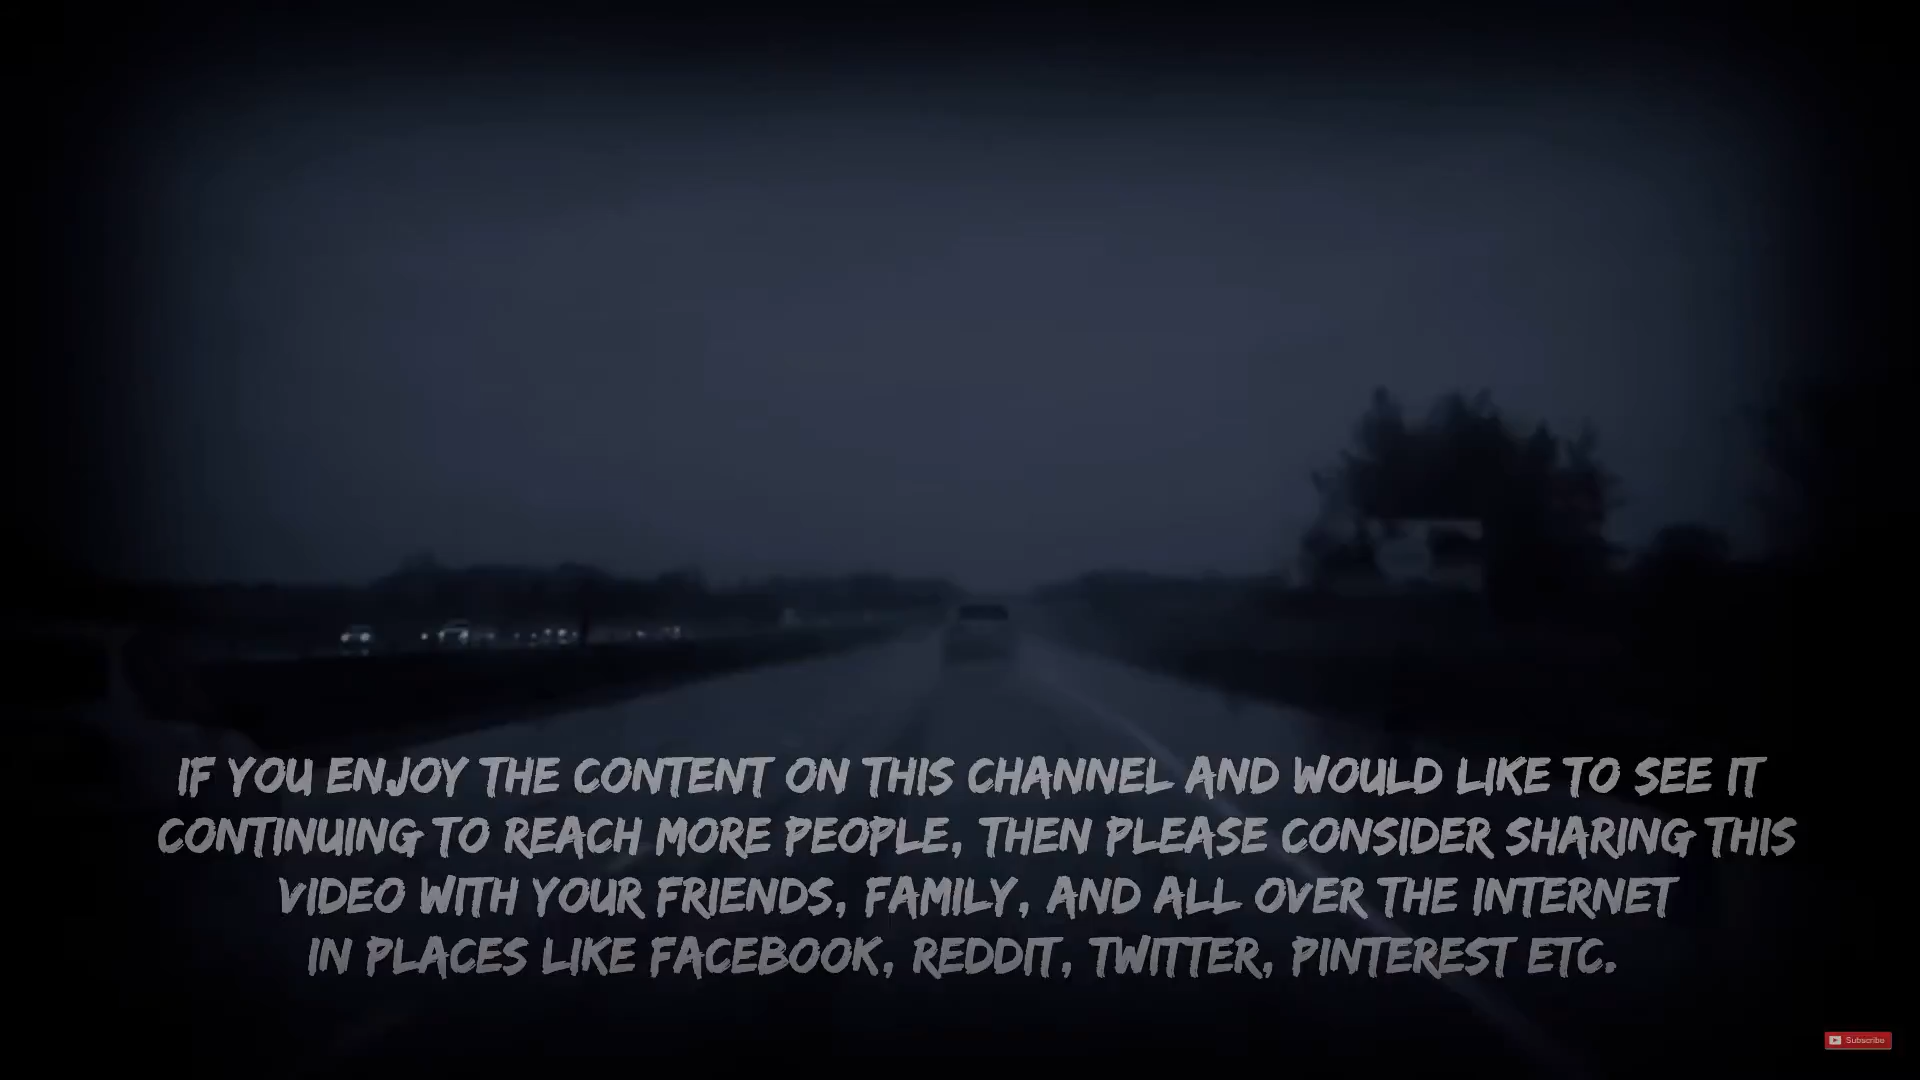 IF YOU ENJOY THE CONTENT ON THIS CHANNEL AND WOULD LIKE TO SEE IT
CONTINUING TO REACH MORE PEOPLE, THEN PLEASE CONSIDER SHARING THIS
VIDEO WITH YOUR FRIENDS, FAMILY, AND ALL OVER THE INTERNET
IN PLACES LIKE FACEBOOK, REDDIT, TWITTER, PINTEREST ETC.
Subscribe